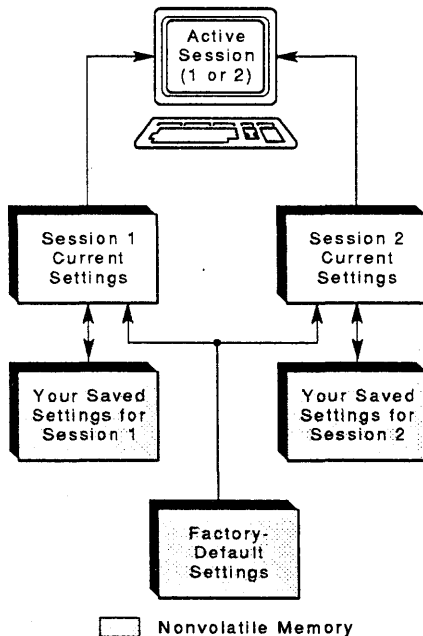 Active
Session
(1 or 2)
Session 1
Current
Settings
Session 2
Current
Settings
Your Saved
Settings for
Session 1
Your Saved
Settings for
Session 2
Factory-
Default
Settings
Nonvolatile Memory